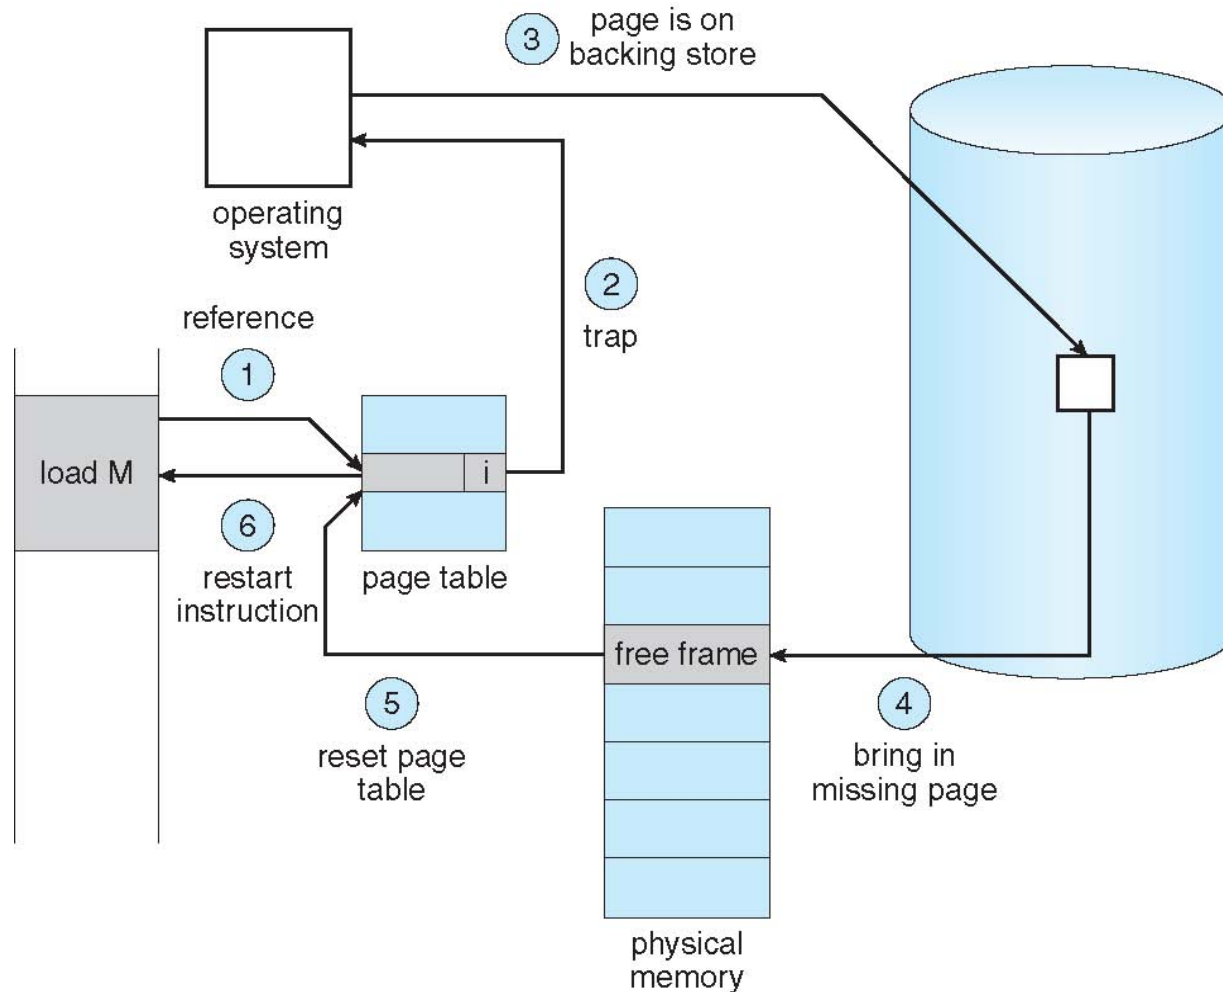 3
page is on
backing store
operating
system
2
trap
reference
1
load M
i
6
restart
instruction
page table
free frame
5
reset page
table
4
bring in
missing page
physical
memory